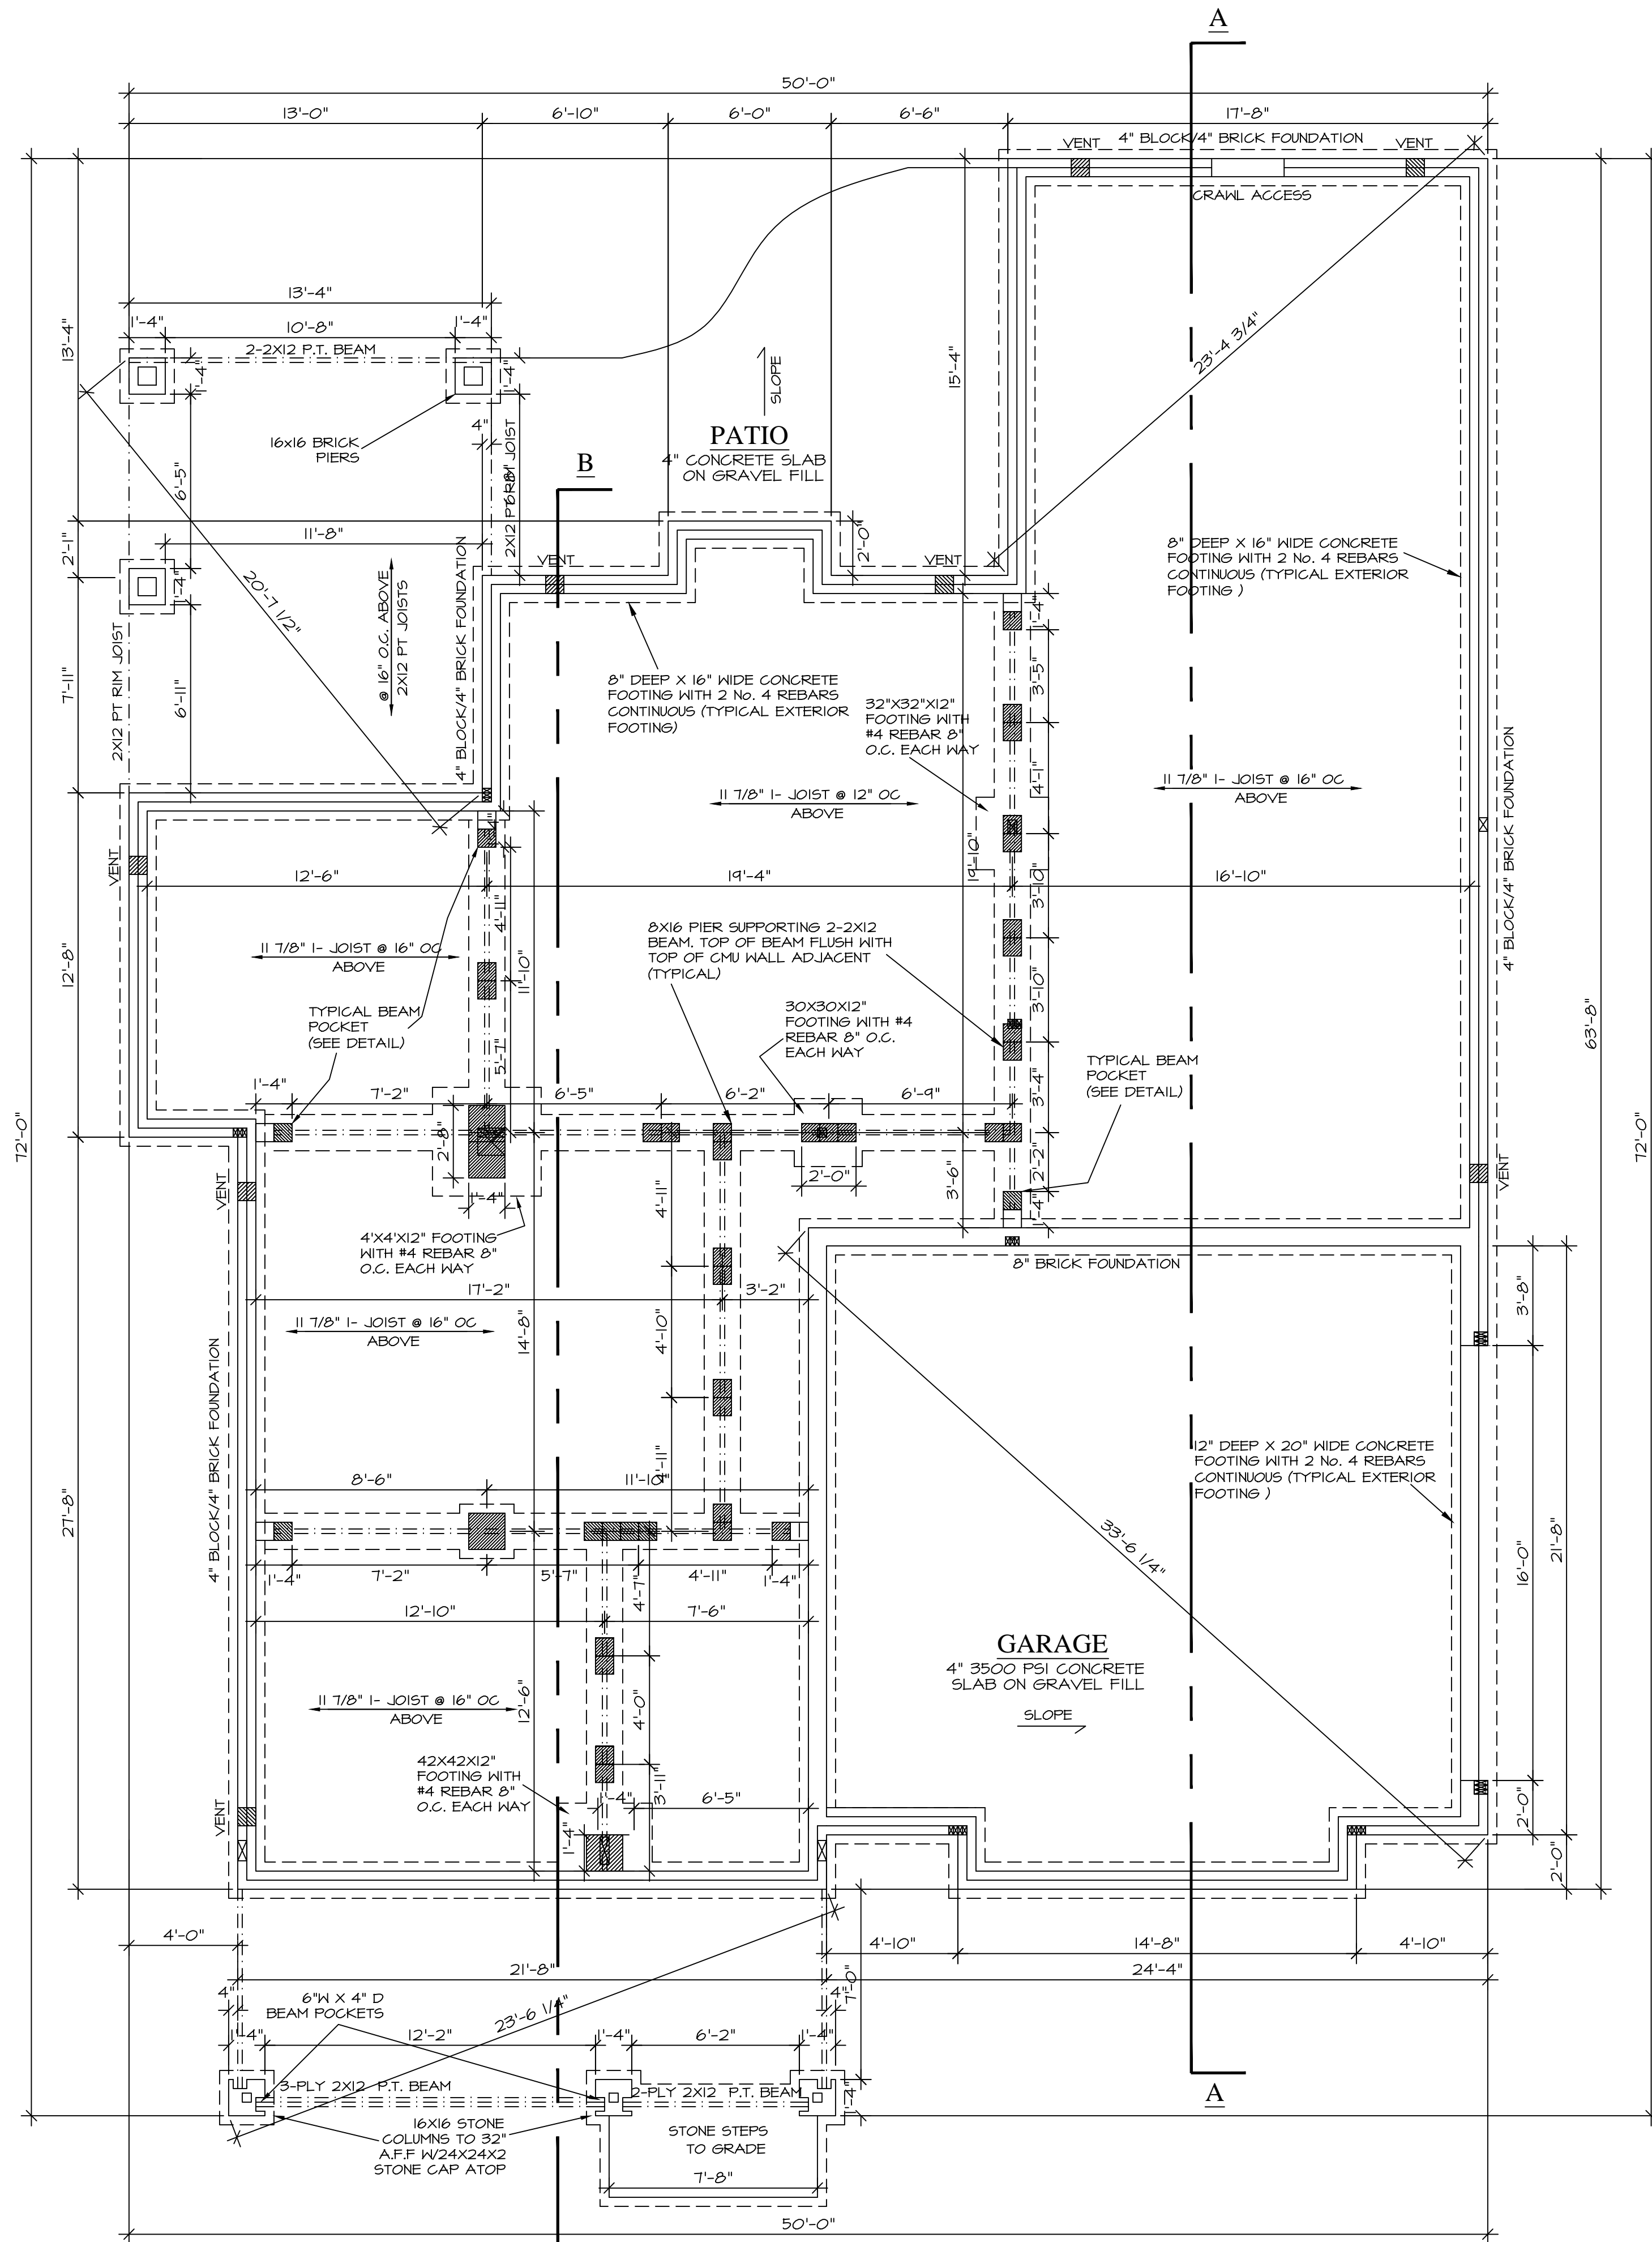 A
50'-0"
13'-0"
6'-10"
6'-0"
6'-6"
17'-8"
VENT
4" BLOCK/4" BRICK FOUNDATION
VENT
CRAWL ACCESS
13'-4"
13'-4"
1'-4"
10'-8"
1'-4"
2-2X12 P.T. BEAM
1'-4"
1'-4"
23'-4 3/4"
15'-4"
SLOPE
PATIO
4" CONCRETE SLAB
ON GRAVEL FILL
16x16 BRICK
PIERS
4"
2X12 PT RIM JOIST
B
6'-5"
11'-8"
2'-1"
1'-4"
VENT
VENT
2'-0"
8" DEEP X 16" WIDE CONCRETE
FOOTING WITH 2 No. 4 REBARS
CONTINUOUS (TYPICAL EXTERIOR
FOOTING )
20'-7 1/2"
@ 16" O.C. ABOVE
2X12 PT JOISTS
4" BLOCK/4" BRICK FOUNDATION
2X12 PT RIM JOIST
7'-11"
6'-11"
8" DEEP X 16" WIDE CONCRETE
FOOTING WITH 2 No. 4 REBARS
CONTINUOUS (TYPICAL EXTERIOR
FOOTING)
32"X32"X12"
FOOTING WITH
#4 REBAR 8"
O.C. EACH WAY
1'-4"
3'-5"
4'-1"
11 7/8" I- JOIST @ 12" OC
ABOVE
11 7/8" I- JOIST @ 16" OC
ABOVE
4" BLOCK/4" BRICK FOUNDATION
VENT
12'-6"
19'-4"
19'-10"
3'-10"
16'-10"
4'-11"
11'-10"
12'-8"
11 7/8" I- JOIST @ 16" OC
ABOVE
8X16 PIER SUPPORTING 2-2X12
BEAM. TOP OF BEAM FLUSH WITH
TOP OF CMU WALL ADJACENT
(TYPICAL)
3'-10"
TYPICAL BEAM
POCKET
(SEE DETAIL)
30X30X12"
FOOTING WITH #4
REBAR 8" O.C.
EACH WAY
5'-7"
63'-8"
TYPICAL BEAM
POCKET
(SEE DETAIL)
1'-4"
7'-2"
6'-5"
6'-2"
6'-9"
3'-4"
72'-0"
72'-0"
2'-8"
2'-0"
3'-6"
2'-2"
1'-4"
VENT
VENT
1'-4"
4'-11"
4'X4'X12" FOOTING
WITH #4 REBAR 8"
O.C. EACH WAY
8" BRICK FOUNDATION
17'-2"
3'-2"
3'-8"
11 7/8" I- JOIST @ 16" OC
ABOVE
14'-8"
4'-10"
4" BLOCK/4" BRICK FOUNDATION
12" DEEP X 20" WIDE CONCRETE
FOOTING WITH 2 No. 4 REBARS
CONTINUOUS (TYPICAL EXTERIOR
FOOTING )
8'-6"
11'-10"
4'-11"
27'-8"
33'-6 1/4"
16'-0"
21'-8"
1'-4"
7'-2"
5'-7"
4'-7"
4'-11"
1'-4"
12'-10"
7'-6"
GARAGE
4" 3500 PSI CONCRETE
SLAB ON GRAVEL FILL
SLOPE
11 7/8" I- JOIST @ 16" OC
ABOVE
12'-6"
4'-0"
42X42X12"
FOOTING WITH
#4 REBAR 8"
O.C. EACH WAY
3'-11"
1'-4"
6'-5"
1'-4"
VENT
2'-0"
2'-0"
4'-0"
4'-10"
14'-8"
4'-10"
21'-8"
24'-4"
7'-0"
4"
6"W X 4" D
BEAM POCKETS
23'-6 1/4"
4"
1'-4"
12'-2"
1'-4"
6'-2"
1'-4"
3-PLY 2X12 P.T. BEAM
2-PLY 2X12 P.T. BEAM
1'-4"
A
16X16 STONE
COLUMNS TO 32"
A.F.F W/24X24X2
STONE CAP ATOP
STONE STEPS
TO GRADE
7'-8"
50'-0"